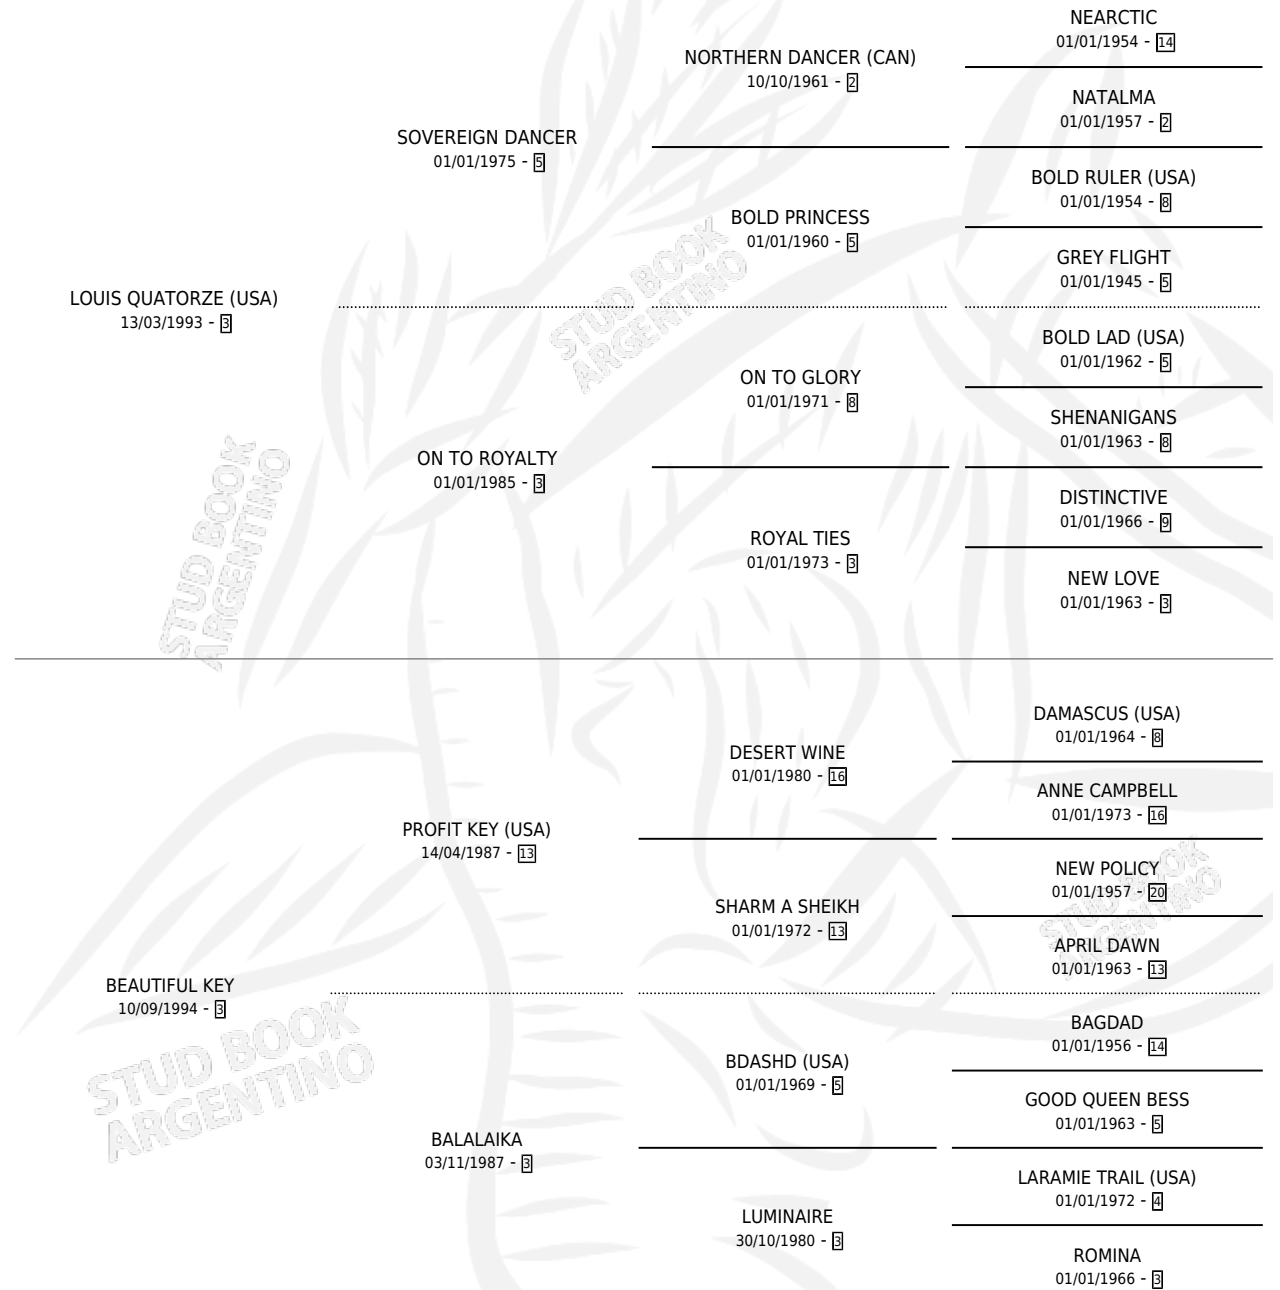 NEARCTIC
01/01/1954 - 14
NORTHERN DANCER (CAN)
10/10/1961 - 2
NATALMA
01/01/1957 - 2
SOVEREIGN DANCER
01/01/1975 - 5
BOLD RULER (USA)
01/01/1954 - 8
BOLD PRINCESS
01/01/1960 - 5
GREY FLIGHT
01/01/1945 - 5
LOUIS QUATORZE (USA)
13/03/1993 - 3
STUD BOOK
ARGENTINO
BOLD LAD (USA)
01/01/1962 - 5
ON TO GLORY
01/01/1971 - 8
SHENANIGANS
01/01/1963 - 8
ON TO ROYALTY
01/01/1985 - 3
DISTINCTIVE
01/01/1966 - 9
ROYAL TIES
01/01/1973 - 3
NEW LOVE
01/01/1963 - 3
STUD BOOK
ARGENTINO
DAMASCUS (USA)
01/01/1964 - 8
DESERT WINE
01/01/1980 - 16
ANNE CAMPBELL
01/01/1973 - 16
PROFIT KEY (USA)
14/04/1987 - 13
NEW POLICY
01/01/1957 - 20
SHARM A SHEIKH
01/01/1972 - 13
STUD BOOK
ARGENTINO
APRIL DAWN
01/01/1963 - 13
BEAUTIFUL KEY
10/09/1994 - 3
BAGDAD
01/01/1956 - 14
BDASHD (USA)
01/01/1969 - 5
GOOD QUEEN BESS
01/01/1963 - 5
STUD BOOK
ARGENTINO
BALALAIKA
03/11/1987 - 3
LARAMIE TRAIL (USA)
01/01/1972 - 4
LUMINAIRE
30/10/1980 - 3
ROMINA
01/01/1966 - 3